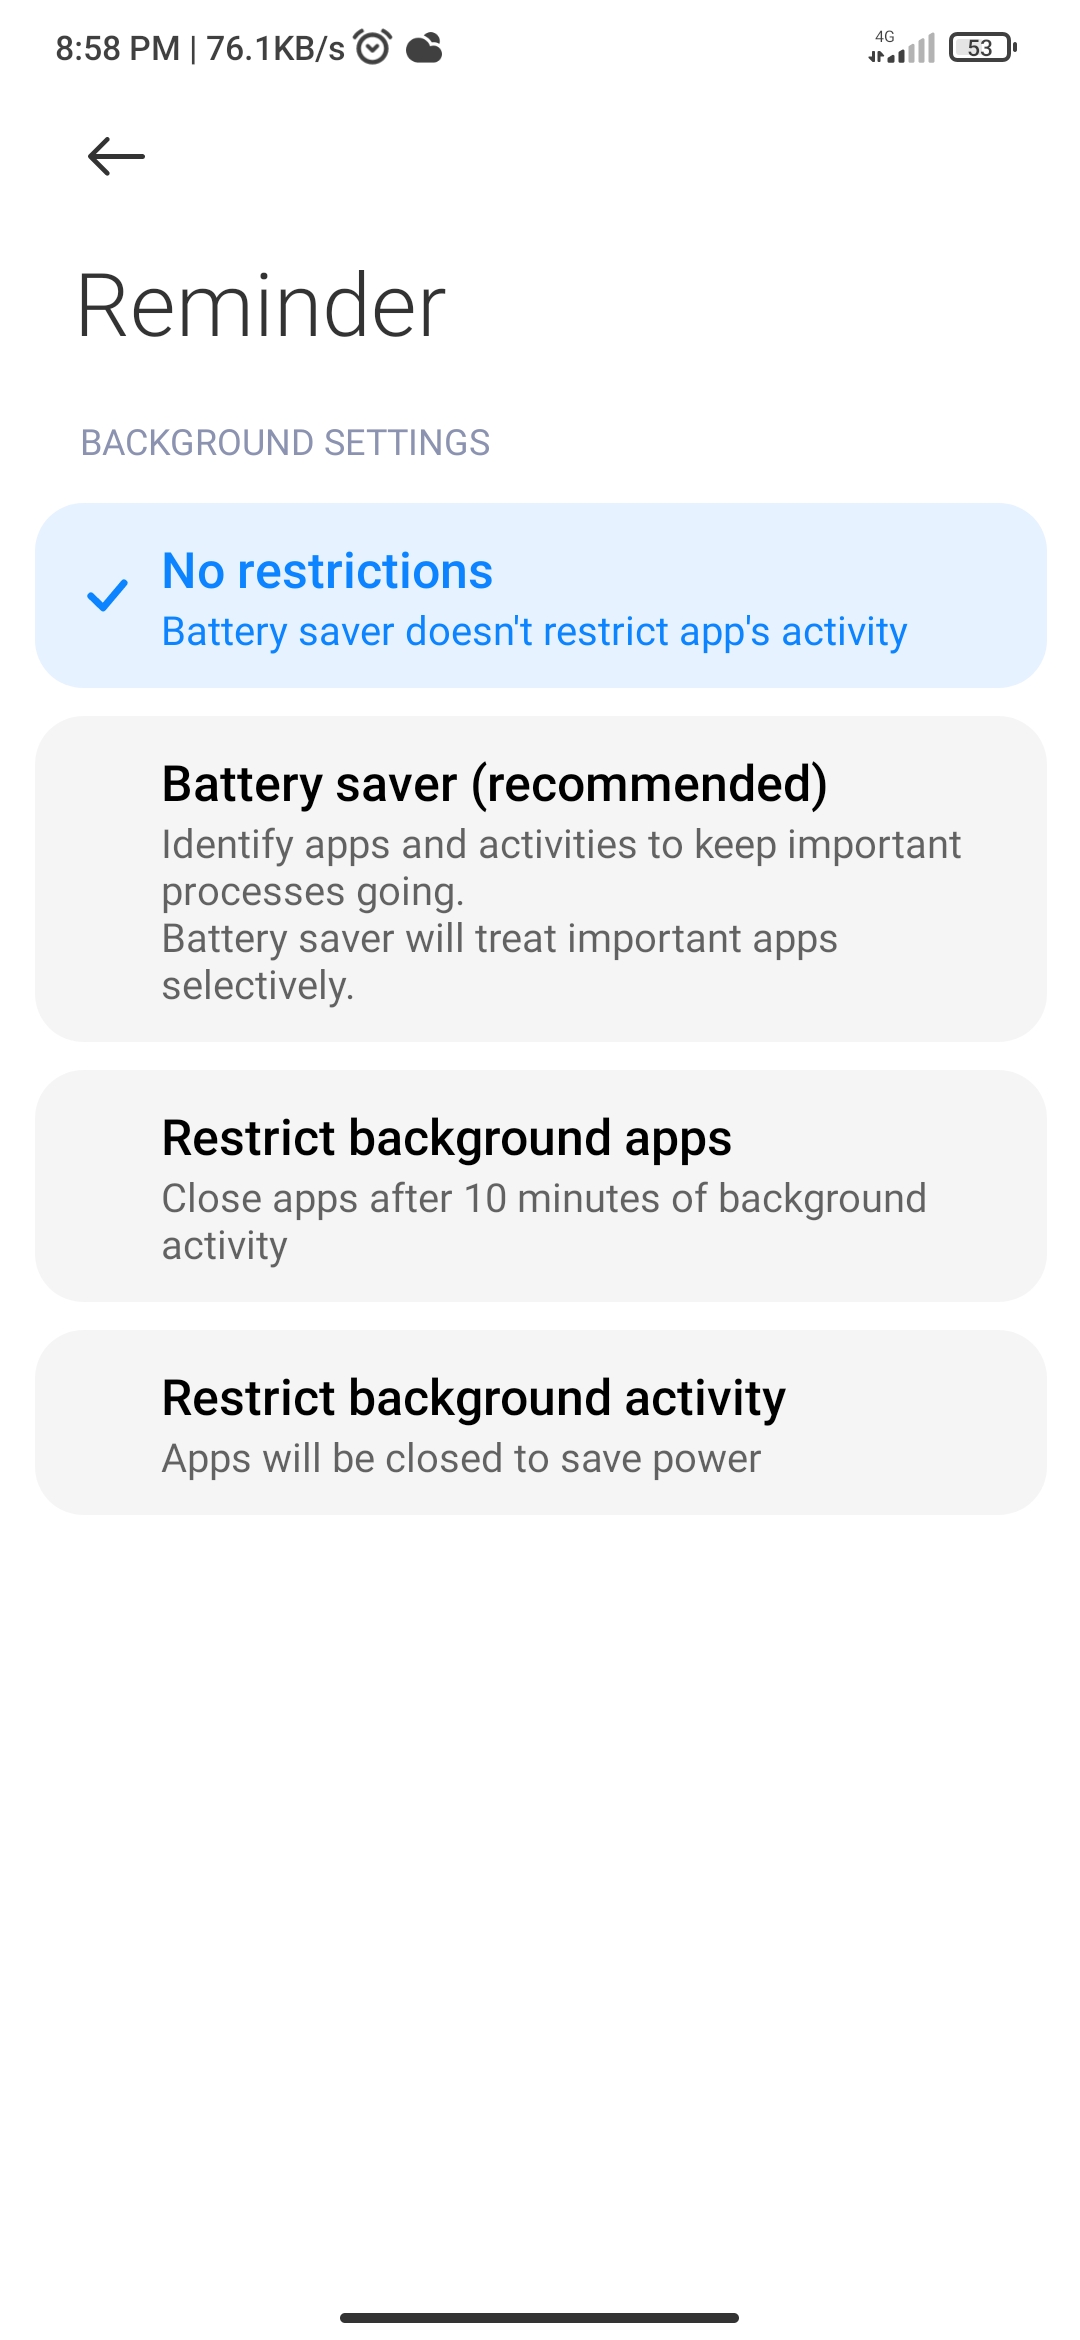 8:58 PM | 76.1KB/s 4G 53
Reminder
BACKGROUND SETTINGS
No restrictions
Battery saver doesn't restrict app's activity
Battery saver (recommended)
Identify apps and activities to keep important
processes going.
Battery saver will treat important apps
selectively.
Restrict background apps
Close apps after 10 minutes of background
activity
Restrict background activity
Apps will be closed to save power